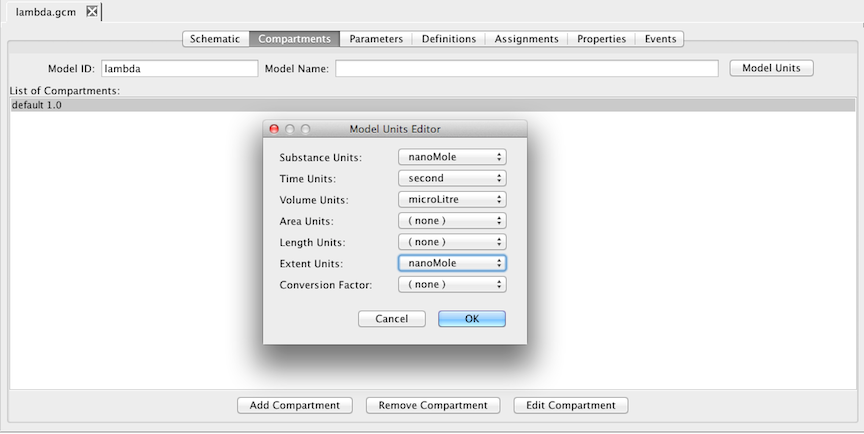 lambda.gcm
Schematic Compartments Parameters Definitions Assignments Properties Events
Model ID: lambda Model Name: Model Units
List of Compartments:
default 1.0
Model Units Editor
Substance Units: nanoMole
Time Units: second
Volume Units: microLitre
Area Units: ( none )
Length Units: ( none )
Extent Units: nanoMole
Conversion Factor: ( none )
Cancel OK
Add Compartment Remove Compartment Edit Compartment